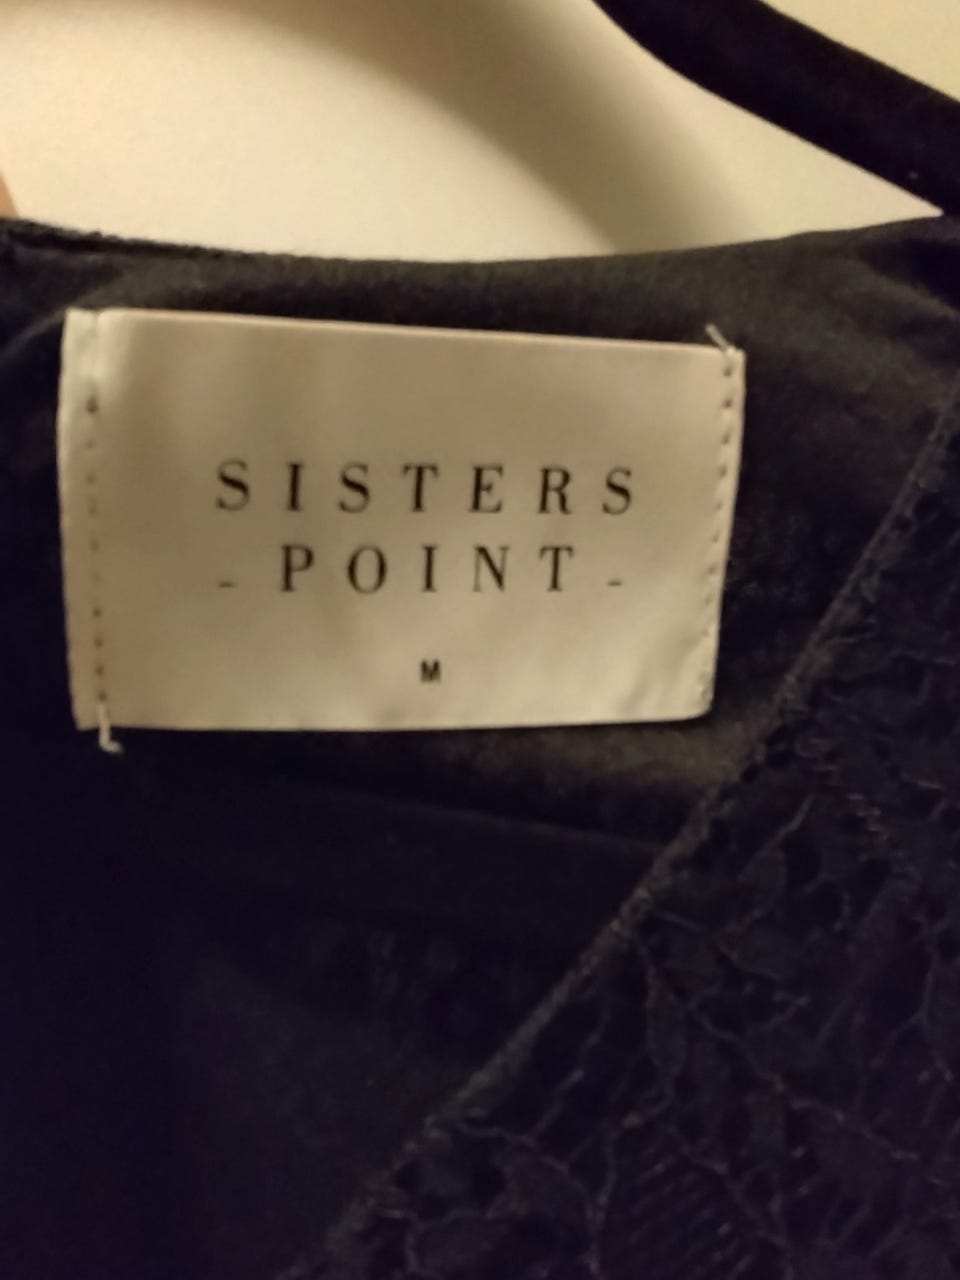 SISTERS
- POINT -
M